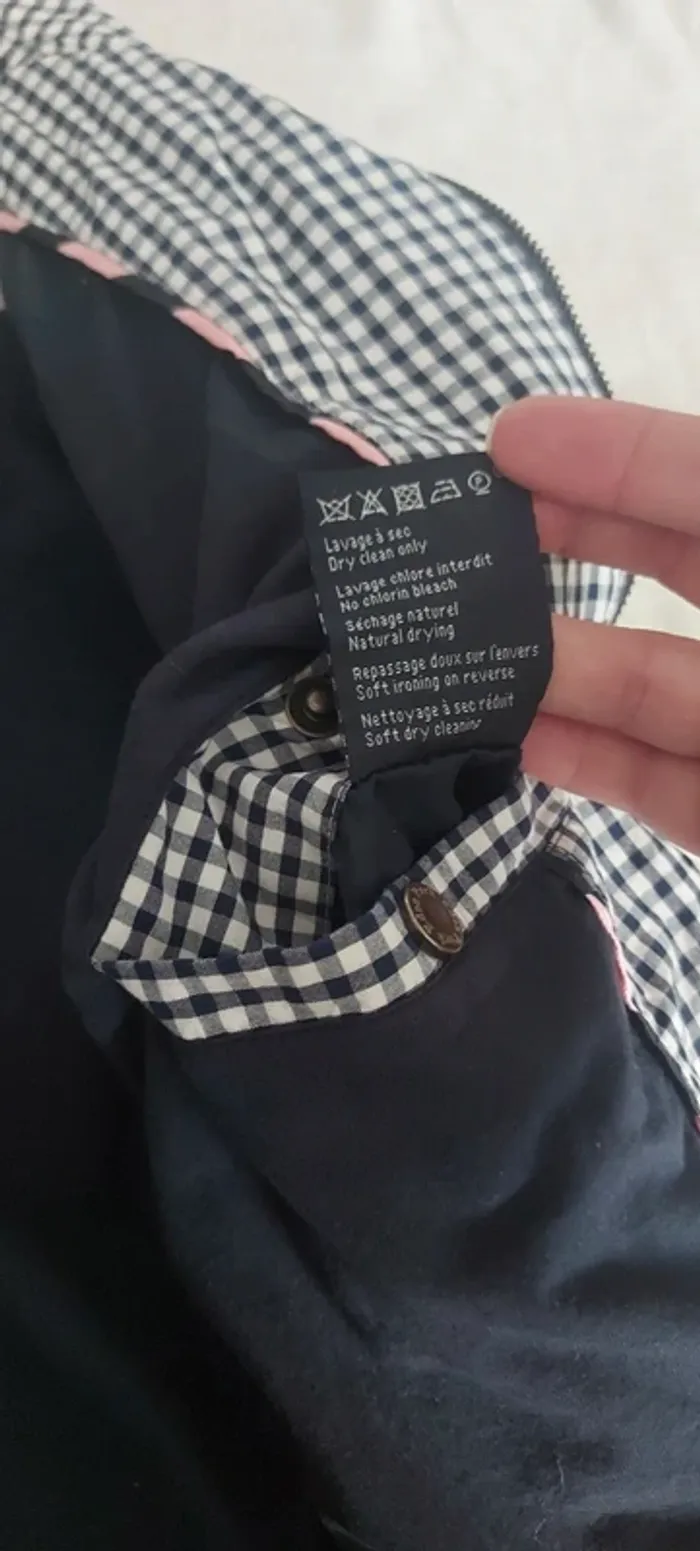 Lavage à sec
Dry clean only
Lavage chlore interdit
No chlorin bleach
Séchage naturel
Natural drying
Repassage doux sur l'envers
Soft ironing on reverse
Nettoyage à sec réduit
Soft dry cleaning